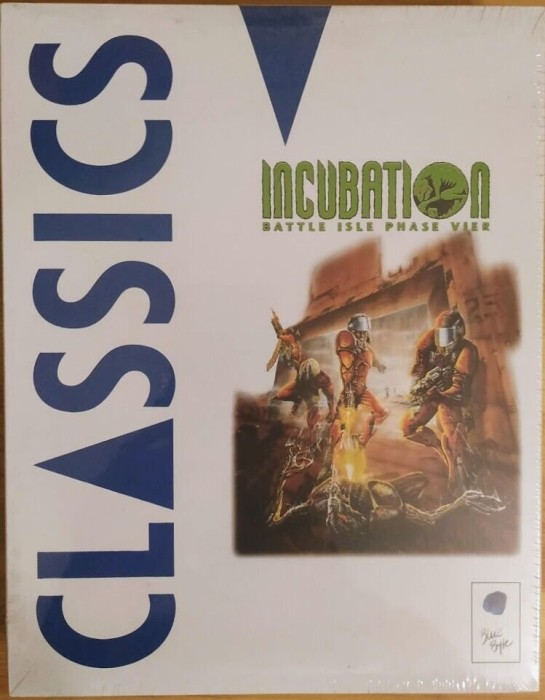 CLASSICS
INCUBATION
BATTLE ISLE PHASE VIER
Blue Byte